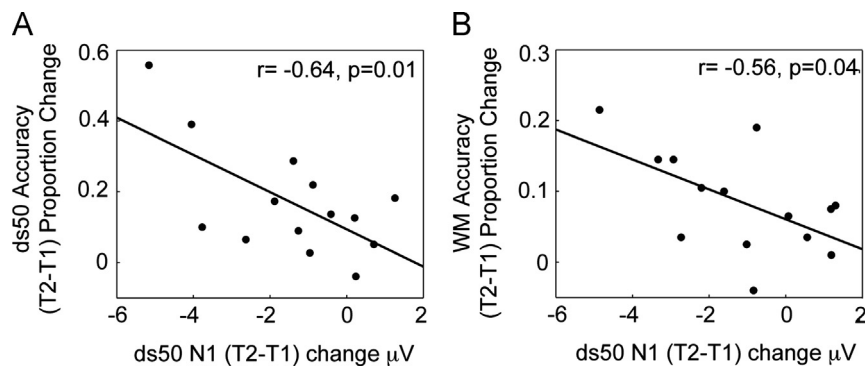 A
ds50 Accuracy
(T2-T1) Proportion Change
0.6
0.4
0.2
0
r= -0.64, p=0.01
-6 -4 -2 0 2
ds50 N1 (T2-T1) change μV
B
WM Accuracy
(T2-T1) Proportion Change
0.3
0.2
0.1
0
r= -0.56, p=0.04
-6 -4 -2 0 2
ds50 N1 (T2-T1) change μV